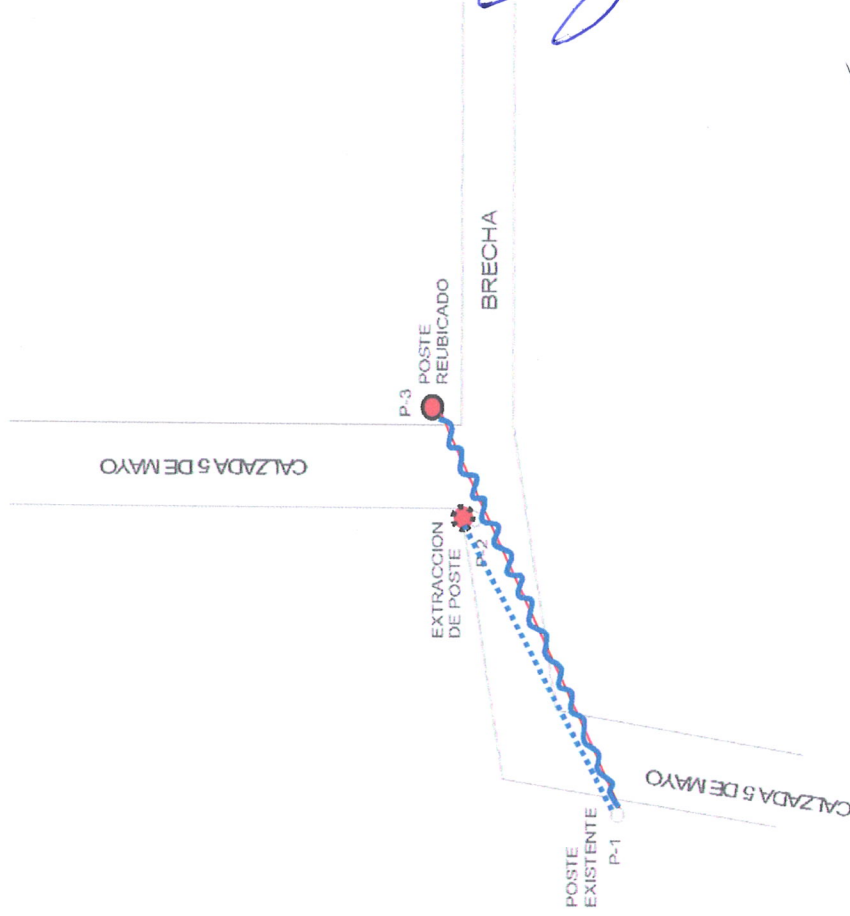 CALZADA 5 DE MAYO
BRECHA
P-3
POSTE
REUBICADO
EXTRACCION
DE POSTE
P-2
CALZADA 5 DE MAYO
POSTE
EXISTENTE
P-1